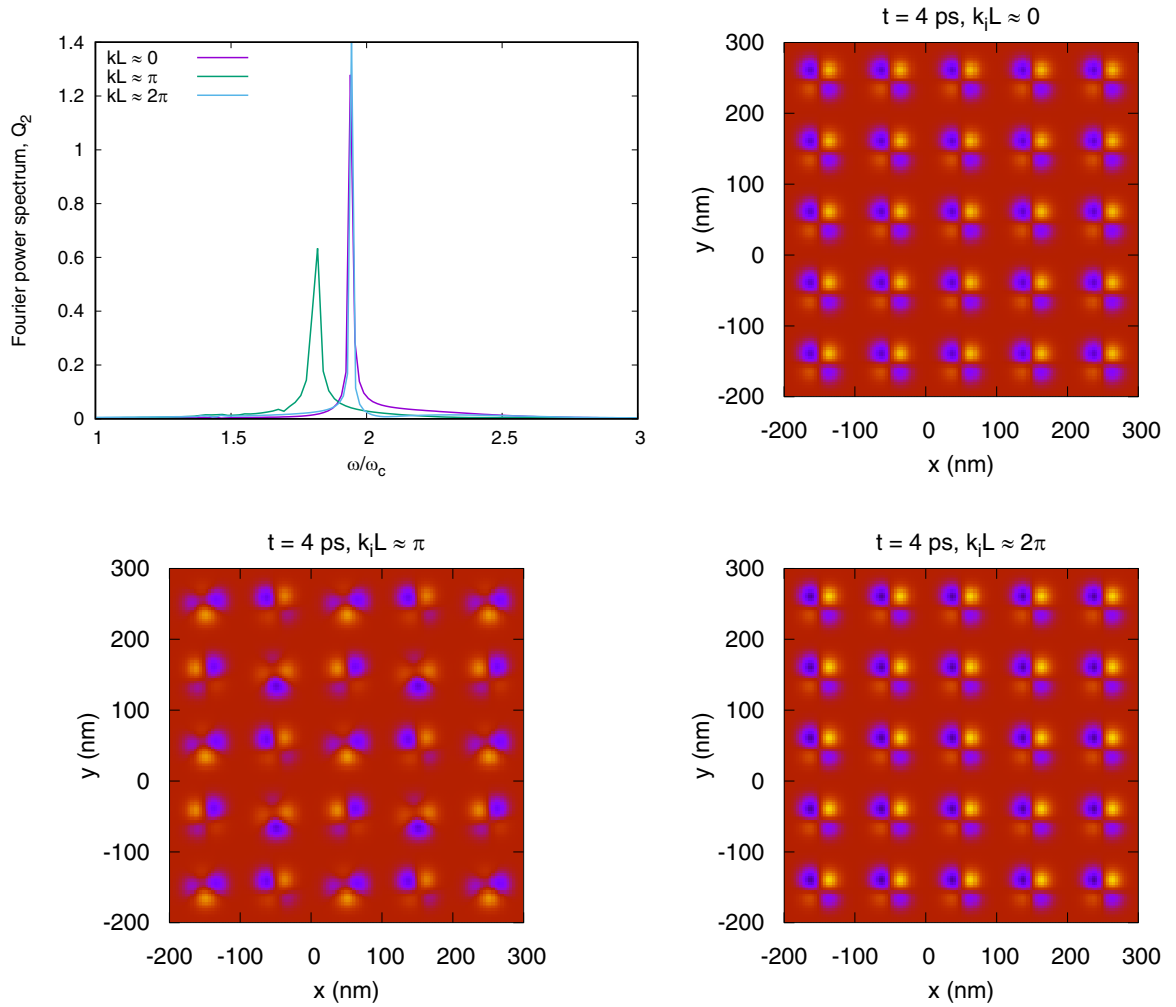 1.4
1.2
1
0.8
0.6
0.4
0.2
0
Fourier power spectrum, Q₂
kL ≈ 0
kL ≈ π
kL ≈ 2π
1 1.5 2 2.5 3
ω/ω_c
t = 4 ps, kᵢL ≈ 0
300
200
100
0
-100
-200
y (nm)
-200 -100 0 100 200 300
x (nm)
t = 4 ps, kᵢL ≈ π
300
200
100
0
-100
-200
y (nm)
-200 -100 0 100 200 300
x (nm)
t = 4 ps, kᵢL ≈ 2π
300
200
100
0
-100
-200
y (nm)
-200 -100 0 100 200 300
x (nm)